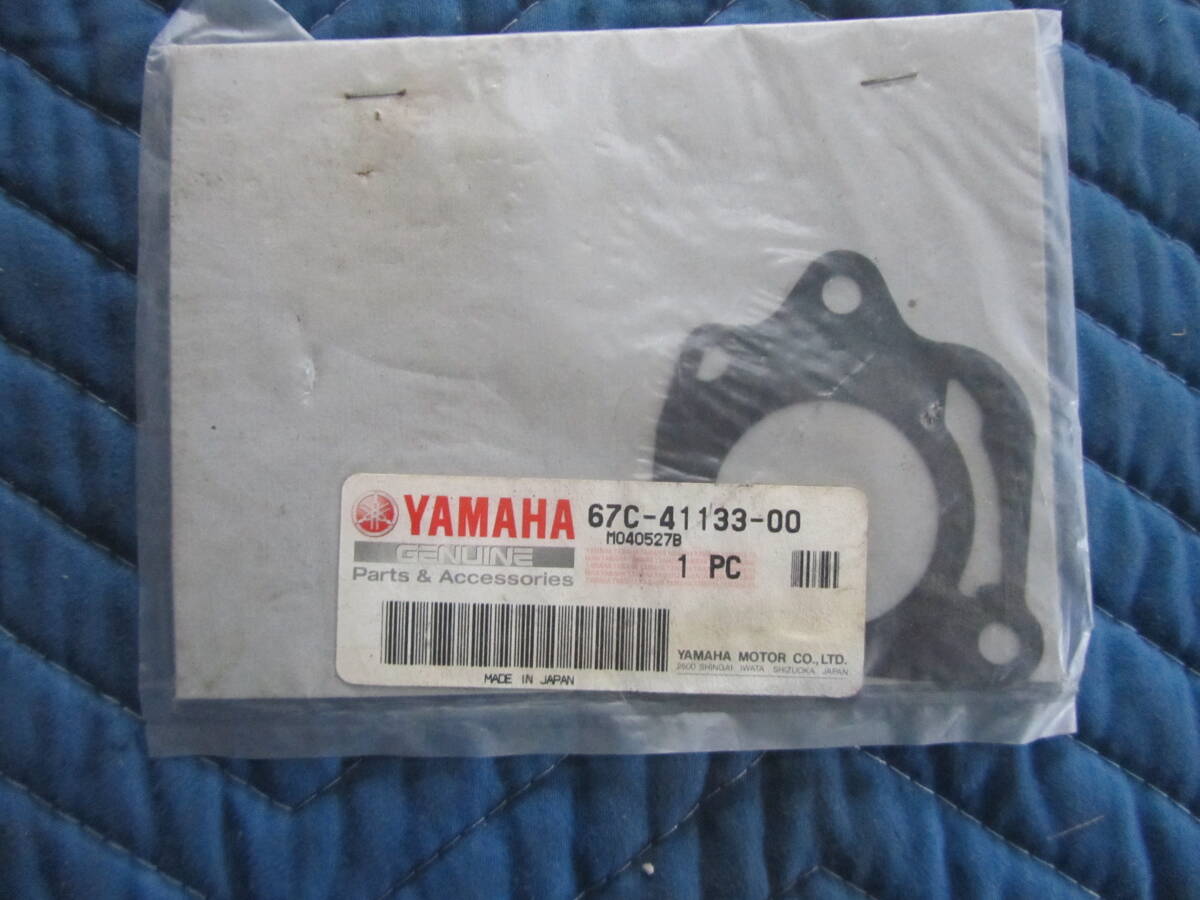 YAMAHA 67C-41133-00
M040527B
GENUINE
Parts & Accessories
1 PC
YAMAHA MOTOR CO., LTD.
2500 SHINGAI IWATA SHIZUOKA JAPAN
MADE IN JAPAN